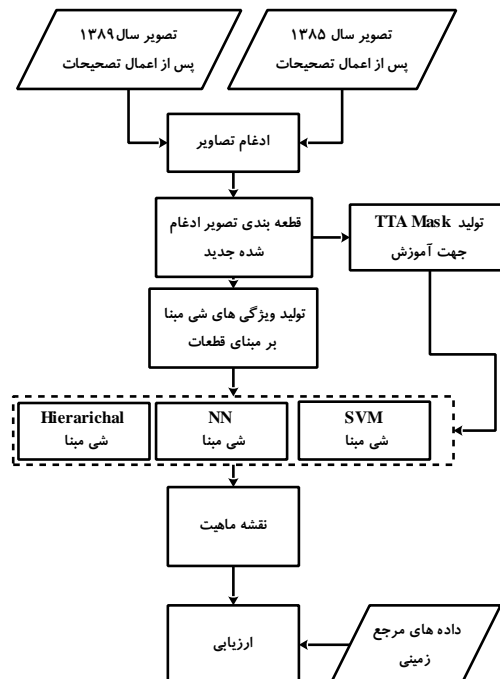 تصویر سال ۱۳۸۵
پس از اعمال تصحیحات
تصویر سال ۱۳۸۹
پس از اعمال تصحیحات
ادغام تصاویر
قطعه بندی تصویر ادغام
شده جدید
تولید TTA Mask
جهت آموزش
تولید ویژگی های شی مبنا
بر مبنای قطعات
SVM
شی مبنا
NN
شی مبنا
Hierarichal
شی مبنا
نقشه ماهیت
ارزیابی
داده های مرجع
زمینی